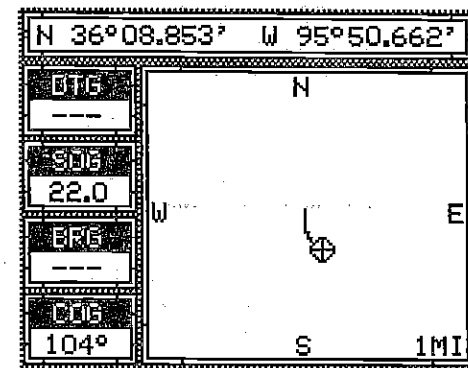 N 36°08.853' W 95°50.662'
DTG
---
SOG
22.0
BRG
---
COG
104°
N
W
E
S
1MI